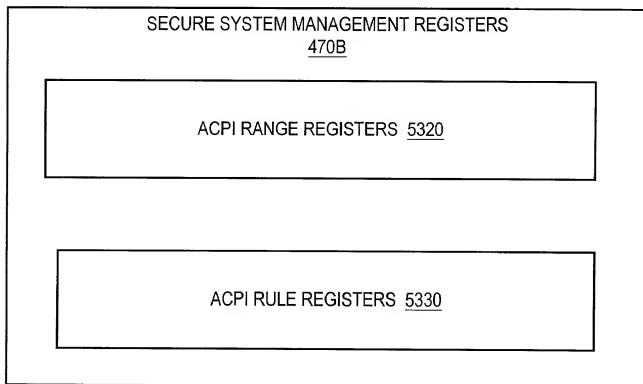 SECURE SYSTEM MANAGEMENT REGISTERS
470B
ACPI RANGE REGISTERS 5320
ACPI RULE REGISTERS 5330